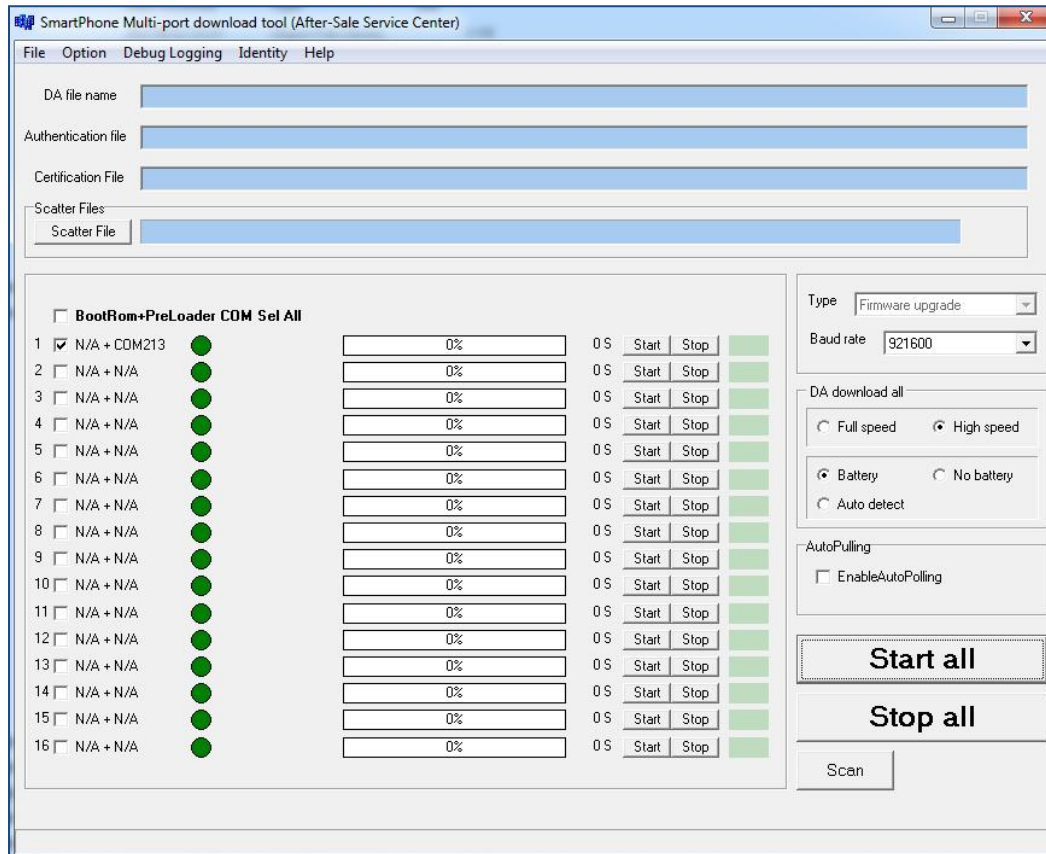 SmartPhone Multi-port download tool (After-Sale Service Center)
File Option Debug Logging Identity Help
DA file name
Authentication file
Certification File
Scatter Files
Scatter File
BootRom+PreLoader COM Sel All
1 N/A + COM213 0% 0 S Start Stop
2 N/A + N/A 0% 0 S Start Stop
3 N/A + N/A 0% 0 S Start Stop
4 N/A + N/A 0% 0 S Start Stop
5 N/A + N/A 0% 0 S Start Stop
6 N/A + N/A 0% 0 S Start Stop
7 N/A + N/A 0% 0 S Start Stop
8 N/A + N/A 0% 0 S Start Stop
9 N/A + N/A 0% 0 S Start Stop
10 N/A + N/A 0% 0 S Start Stop
11 N/A + N/A 0% 0 S Start Stop
12 N/A + N/A 0% 0 S Start Stop
13 N/A + N/A 0% 0 S Start Stop
14 N/A + N/A 0% 0 S Start Stop
15 N/A + N/A 0% 0 S Start Stop
16 N/A + N/A 0% 0 S Start Stop
Type Firmware upgrade
Baud rate 921600
DA download all
Full speed High speed
Battery No battery
Auto detect
AutoPulling
EnableAutoPolling
Start all
Stop all
Scan